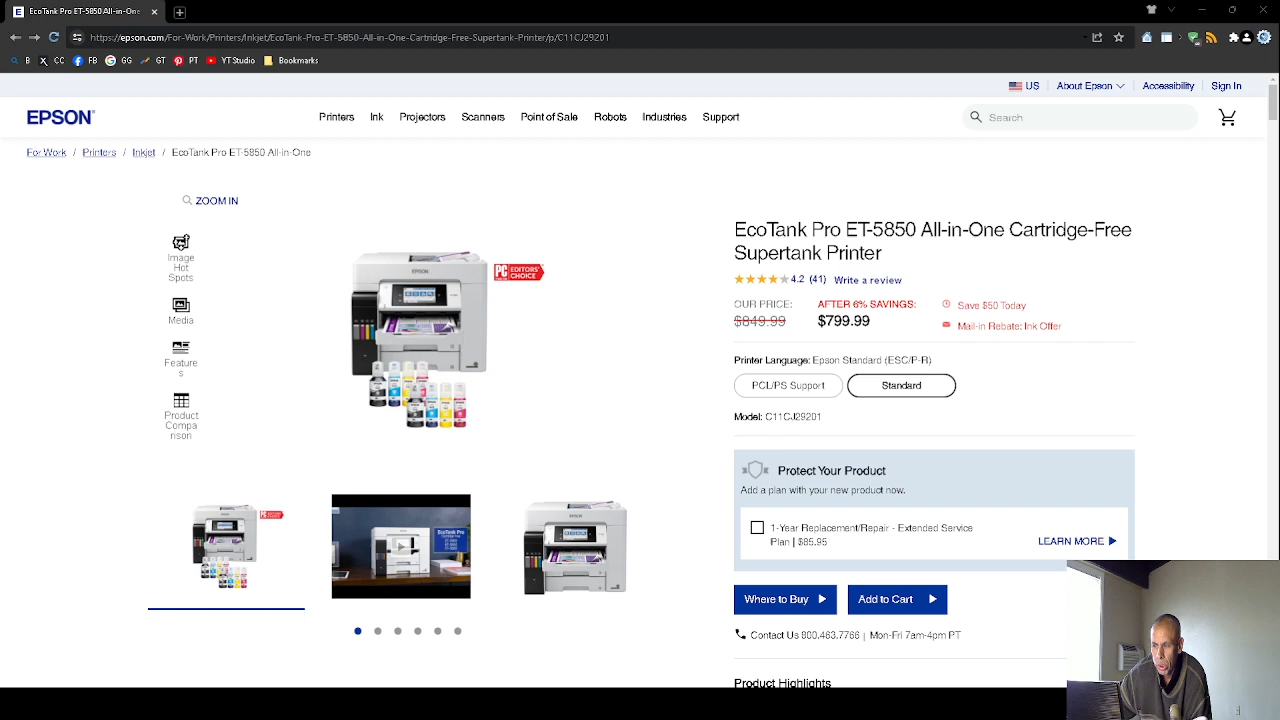 EcoTank Pro ET-5850 All-in-One
https://epson.com/For-Work/Printers/Inkjet/EcoTank-Pro-ET-5850-All-in-One-Cartridge-Free-Supertank-Printer/p/C11CJ29201
B CC FB GG GT PT YT Studio Bookmarks
US About Epson Accessibility Sign In
EPSON Printers Ink Projectors Scanners Point of Sale Robots Industries Support Search
For Work / Printers / Inkjet / EcoTank Pro ET-5850 All-in-One
ZOOM IN
Image
Hot
Spots
Media
Feature
s
Product
Compa
rison
EPSON
PC EDITORS'
CHOICE
EcoTank Pro ET-5850 All-in-One Cartridge-Free
Supertank Printer
4.2 (41) Write a review
OUR PRICE: AFTER 6% SAVINGS: Save $50 Today
$849.99 $799.99 Mail-in Rebate: Ink Offer
Printer Language: Epson Standard (ESC/P-R)
PCL/PS Support Standard
Model: C11CJ29201
Protect Your Product
Add a plan with your new product now.
1-Year Replacement/Repair - Extended Service
Plan | $85.95
LEARN MORE
EcoTank Pro
Where to Buy Add to Cart
Contact Us 800.463.7766 | Mon-Fri 7am-4pm PT
Product Highlights